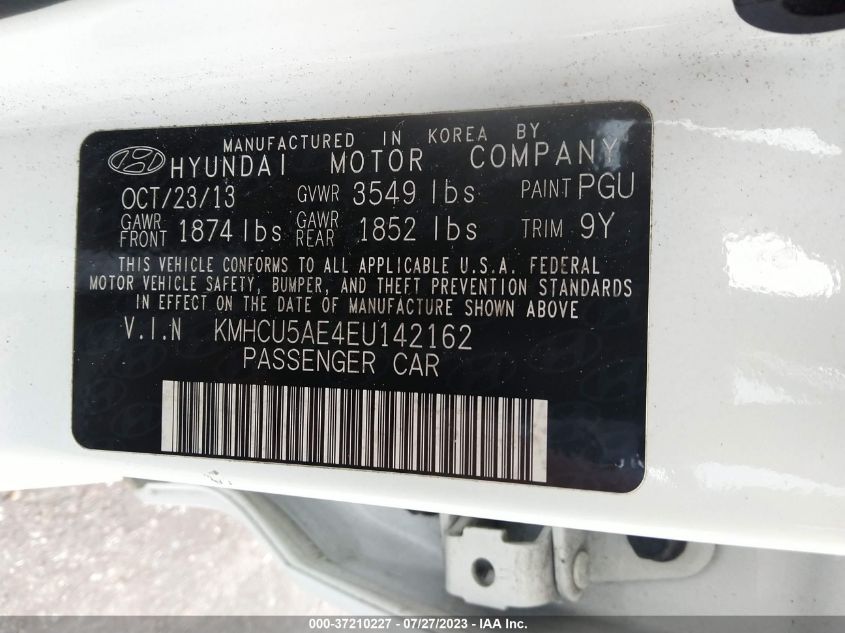 MANUFACTURED IN KOREA BY
HYUNDAI MOTOR COMPANY
OCT/23/13 GVWR 3549 lbs PAINT PGU
GAWR FRONT 1874 lbs GAWR REAR 1852 lbs TRIM 9Y
THIS VEHICLE CONFORMS TO ALL APPLICABLE U.S.A. FEDERAL
MOTOR VEHICLE SAFETY, BUMPER, AND THEFT PREVENTION STANDARDS
IN EFFECT ON THE DATE OF MANUFACTURE SHOWN ABOVE
V.I.N KMHCU5AE4EU142162
PASSENGER CAR
000-37210227 - 07/27/2023 - IAA Inc.